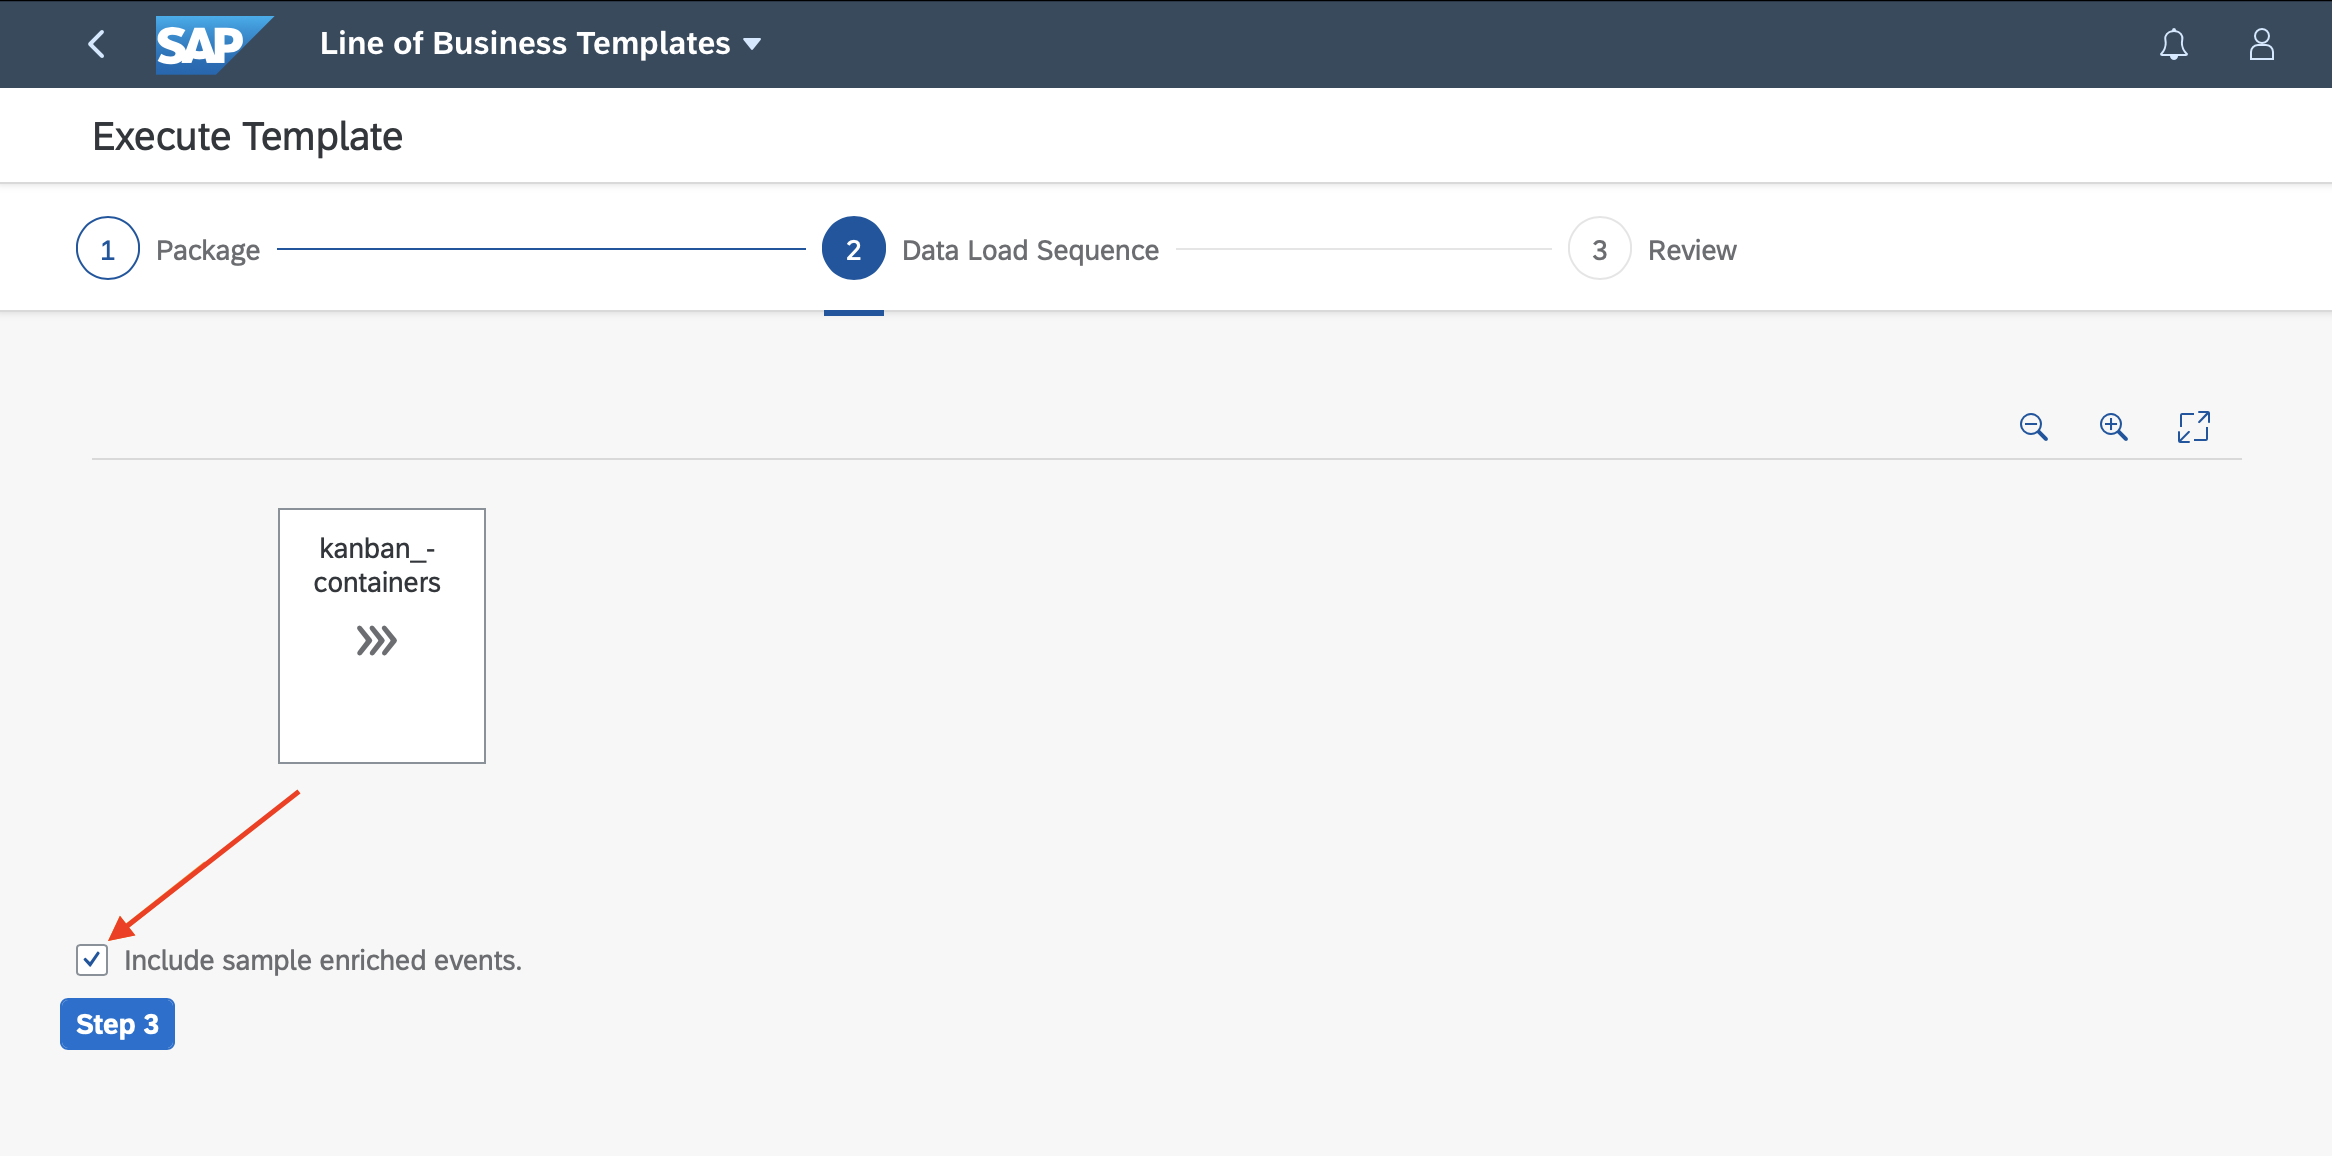 SAP
Line of Business Templates
Execute Template
1 Package
2 Data Load Sequence
3 Review
kanban_-
containers
Include sample enriched events.
Step 3